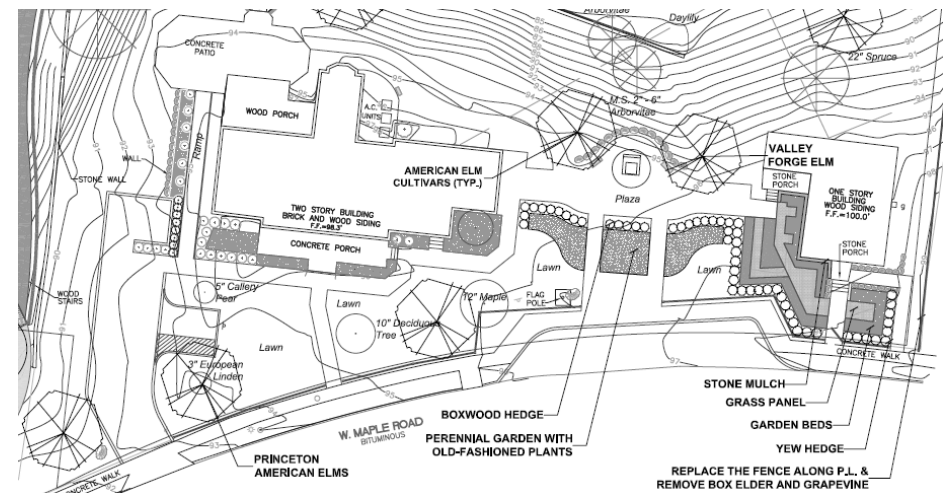 Arborvitae
Daylily
22" Spruce
CONCRETE
PATIO
94
95
WOOD PORCH
A.C.
UNITS
M.S. 2" - 6'
Arborvitae
VALLEY
FORGE ELM
AMERICAN ELM
CULTIVARS (TYP.)
WALL
STONE WALL
Ramp
Plaza
STONE
PORCH
ONE STORY
BUILDING
WOOD SIDING
F.F.=100.0'
TWO STORY BUILDING
BRICK AND WOOD SIDING
F.F.=98.3'
CONCRETE PORCH
STONE
PORCH
Lawn
Lawn
WOOD
STAIRS
5" Callery
Pear
Lawn
12" Maple
FLAG
POLE
10" Deciduous
Tree
Lawn
3" European
Linden
97
CONCRETE WALK
STONE MULCH
GRASS PANEL
BOXWOOD HEDGE
GARDEN BEDS
W. MAPLE ROAD
BITUMINOUS
PERENNIAL GARDEN WITH
OLD-FASHIONED PLANTS
YEW HEDGE
PRINCETON
AMERICAN ELMS
REPLACE THE FENCE ALONG P.L. &
REMOVE BOX ELDER AND GRAPEVINE
CONCRETE WALK